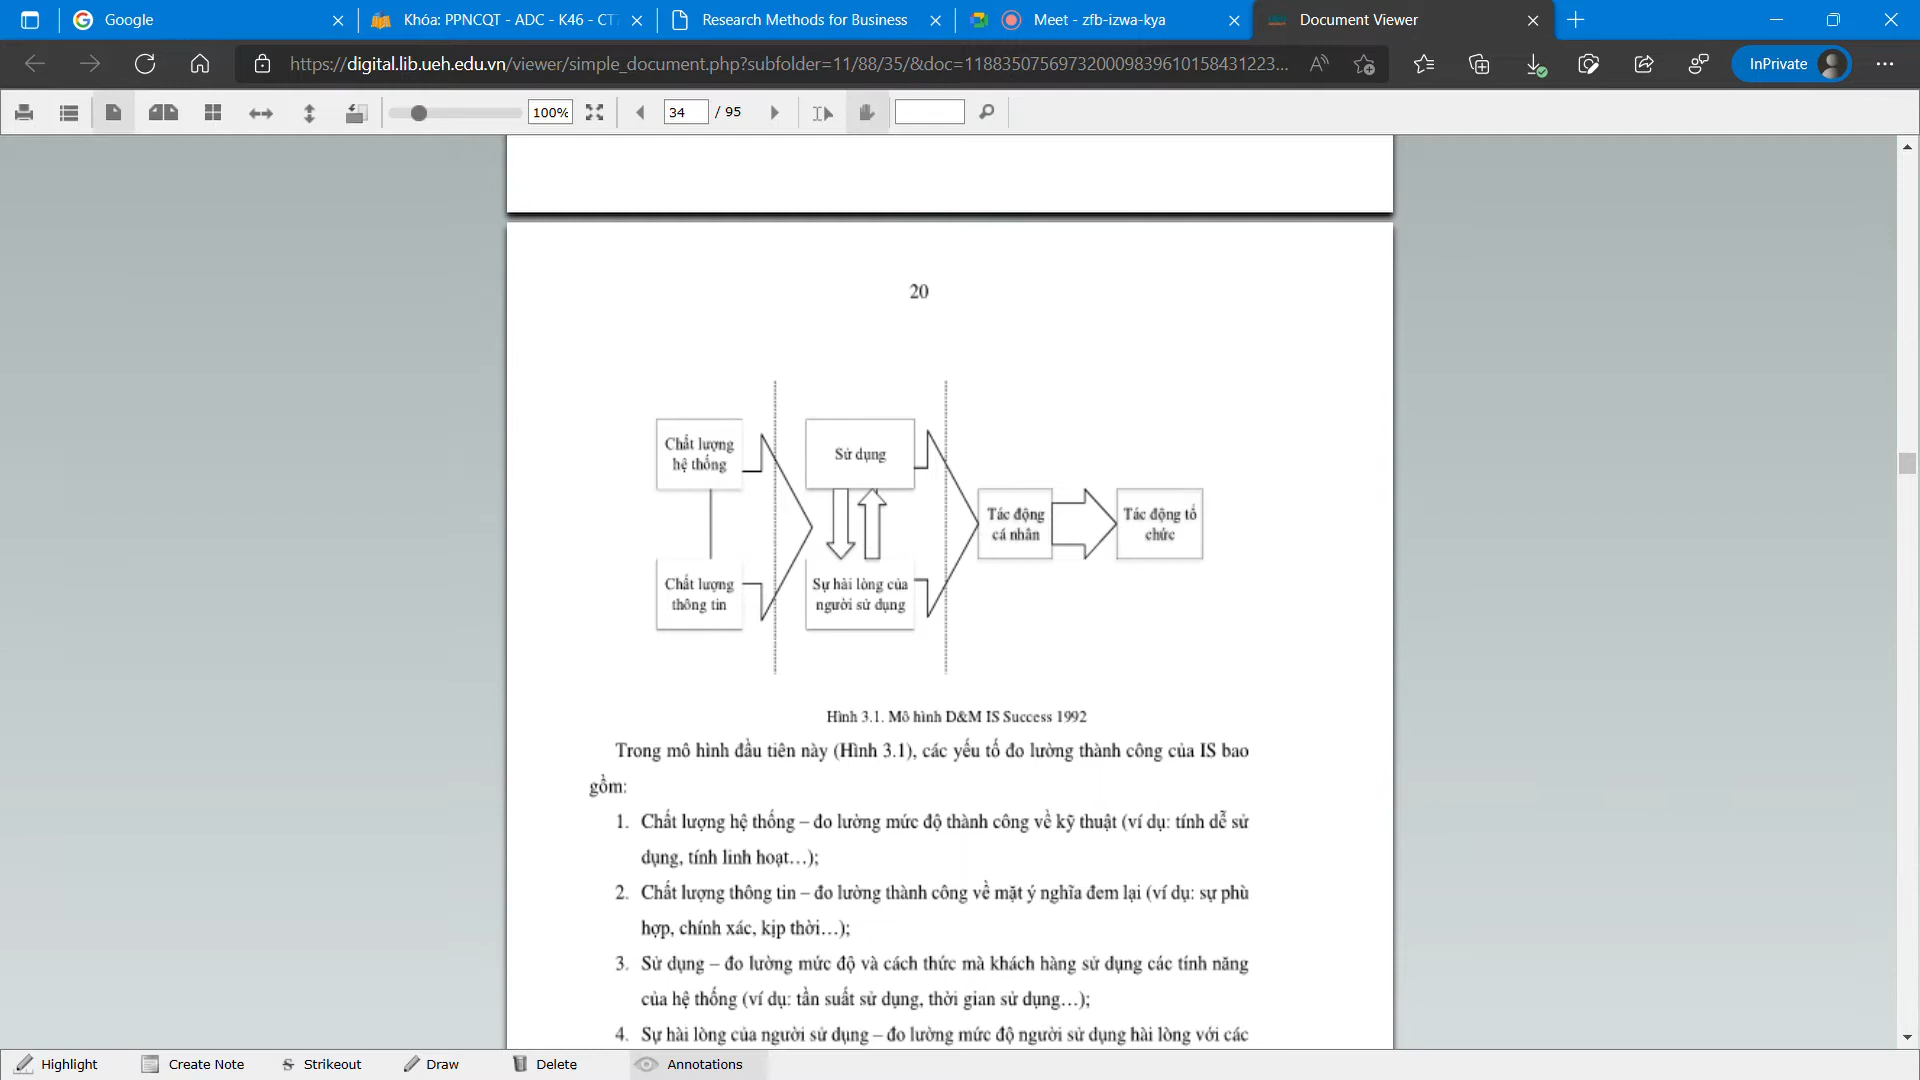 Google
Khóa: PPNCQT - ADC - K46 - CT
Research Methods for Business
Meet - zfb-izwa-kya
Document Viewer
https://digital.lib.ueh.edu.vn/viewer/simple_document.php?subfolder=11/88/35/&doc=11883507569732000983961015843122З...
InPrivate
100%
34 / 95
20
Chất lượng
hệ thống
Sử dụng
Tác động
cá nhân
Tác động tổ
chức
Chất lượng
thông tin
Sự hài lòng của
người sử dụng
Hình 3.1. Mô hình D&M IS Success 1992
Trong mô hình đầu tiên này (Hình 3.1), các yếu tố đo lường thành công của IS bao
gồm:
1. Chất lượng hệ thống – đo lường mức độ thành công về kỹ thuật (ví dụ: tính dễ sử
dụng, tính linh hoạt…);
2. Chất lượng thông tin – đo lường thành công về mặt ý nghĩa đem lại (ví dụ: sự phù
hợp, chính xác, kịp thời…);
3. Sử dụng – đo lường mức độ và cách thức mà khách hàng sử dụng các tính năng
của hệ thống (ví dụ: tần suất sử dụng, thời gian sử dụng…);
4. Sự hài lòng của người sử dụng – đo lường mức độ người sử dụng hài lòng với các
Highlight
Create Note
Strikeout
Draw
Delete
Annotations